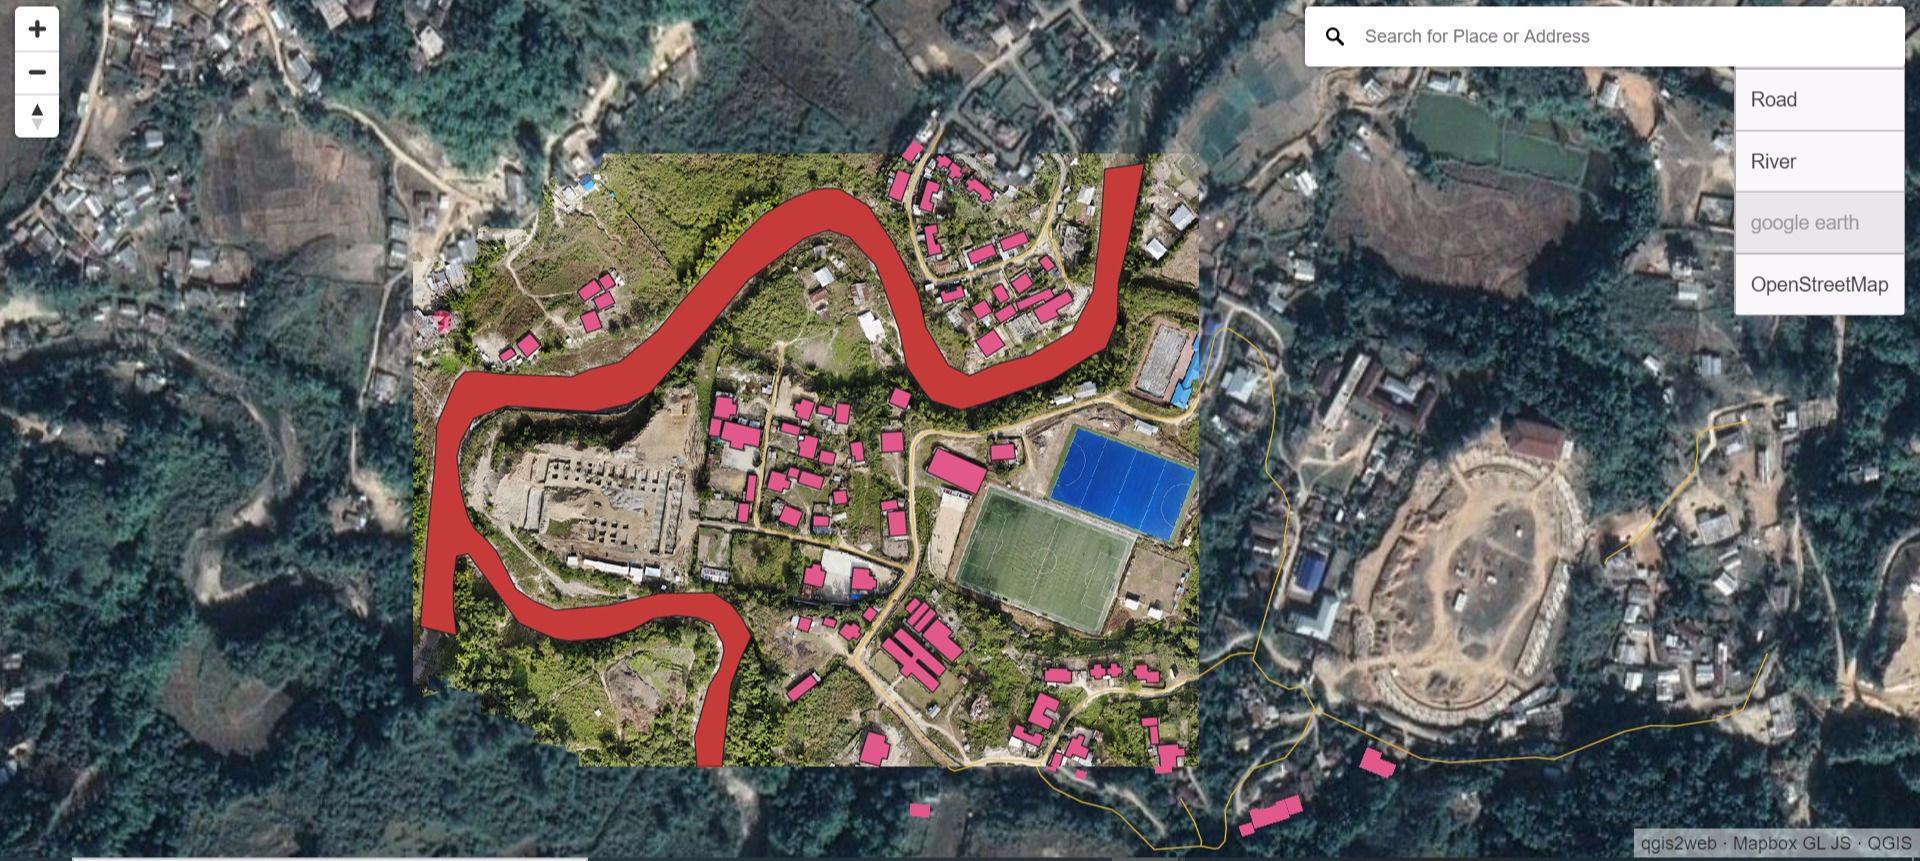 Search for Place or Address
Road
River
google earth
OpenStreetMap
qgis2web · Mapbox GL JS · QGIS